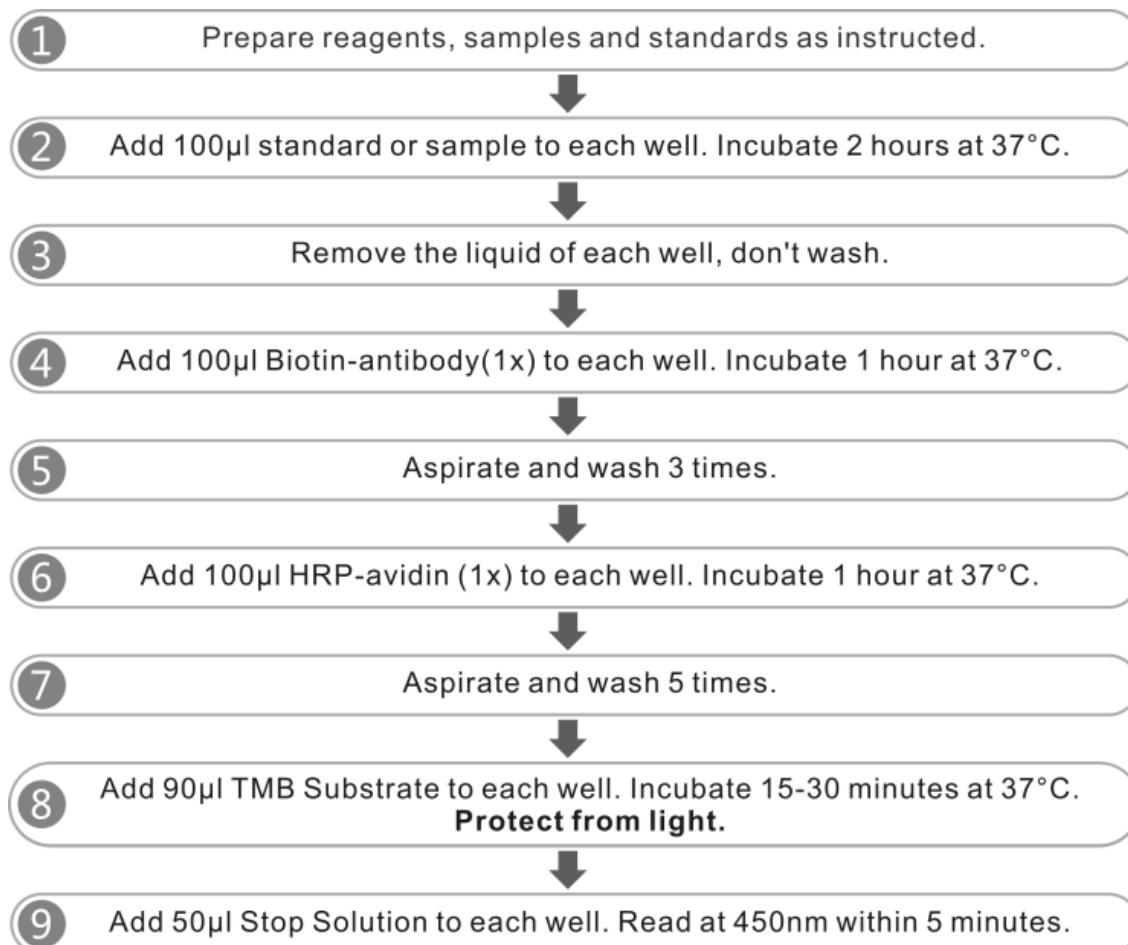 1 Prepare reagents, samples and standards as instructed.
2 Add 100µl standard or sample to each well. Incubate 2 hours at 37°C.
3 Remove the liquid of each well, don't wash.
4 Add 100µl Biotin-antibody(1x) to each well. Incubate 1 hour at 37°C.
5 Aspirate and wash 3 times.
6 Add 100µl HRP-avidin (1x) to each well. Incubate 1 hour at 37°C.
7 Aspirate and wash 5 times.
8 Add 90µl TMB Substrate to each well. Incubate 15-30 minutes at 37°C.
Protect from light.
9 Add 50µl Stop Solution to each well. Read at 450nm within 5 minutes.